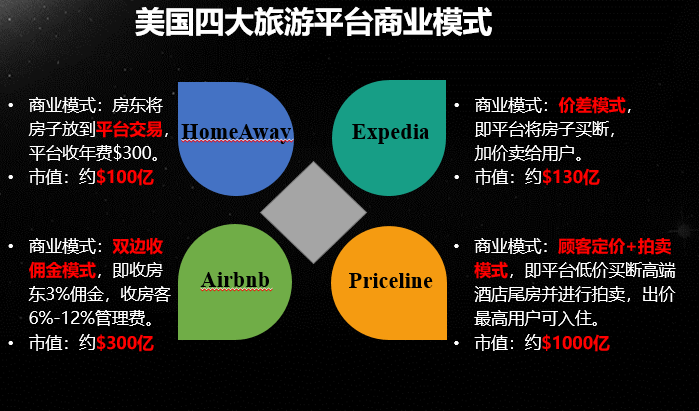 美国四大旅游平台商业模式
• 商业模式：房东将
房子放到平台交易，
平台收年费$300。
• 市值：约$100亿
HomeAway
Expedia
• 商业模式：价差模式，
即平台将房子买断，
加价卖给用户。
• 市值：约$130亿
• 商业模式：双边收
佣金模式，即收房
东3%佣金，收房客
6%-12%管理费。
• 市值：约$300亿
Airbnb
Priceline
• 商业模式：顾客定价+拍卖
模式，即平台低价买断高端
酒店尾房并进行拍卖，出价
最高用户可入住。
• 市值：约$1000亿